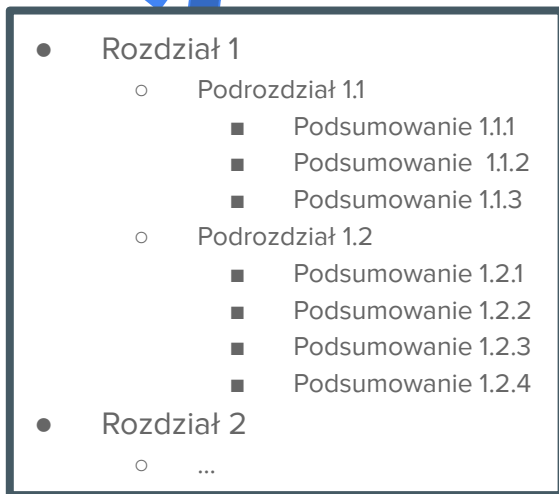 ● Rozdział 1
○ Podrozdział 1.1
■ Podsumowanie 1.1.1
■ Podsumowanie 1.1.2
■ Podsumowanie 1.1.3
○ Podrozdział 1.2
■ Podsumowanie 1.2.1
■ Podsumowanie 1.2.2
■ Podsumowanie 1.2.3
■ Podsumowanie 1.2.4
● Rozdział 2
○ ...